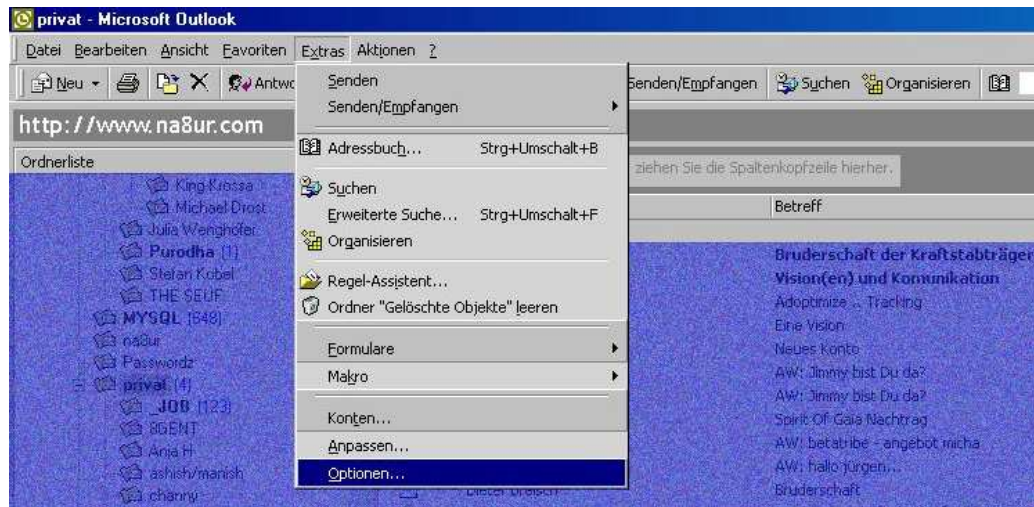 privat - Microsoft Outlook
Datei Bearbeiten Ansicht Favoriten Extras Aktionen ?
Neu Antwo Senden/Empfangen Suchen Organisieren
http://www.na8ur.com
Ordnerliste
King Krossa
Michael Drost
Julia Wenghöfer
Purodha (1)
Stefan Kobel
THE SEUF
MYSQL (648)
na8ur
Passwordz
privat (4)
_JOB (123)
8GENT
Anja H
ashish/manish
channy
Senden
Senden/Empfangen
Adressbuch... Strg+Umschalt+B
Suchen
Erweiterte Suche... Strg+Umschalt+F
Organisieren
Regel-Assistent...
Ordner "Gelöschte Objekte" leeren
Formulare
Makro
Konten...
Anpassen...
Optionen...
ziehen Sie die Spaltenkopfzeile hierher.
Betreff
Bruderschaft der Kraftstabträger
Vision(en) und Komunikation
Adoptimize .. Tracking
Eine Vision
Neues Konto
AW: Jimmy bist Du da?
AW: Jimmy bist Du da?
Spirit Of Gaia Nachtrag
AW: betatribe - angebot micha
AW: hallo jürgen...
Bruderschaft